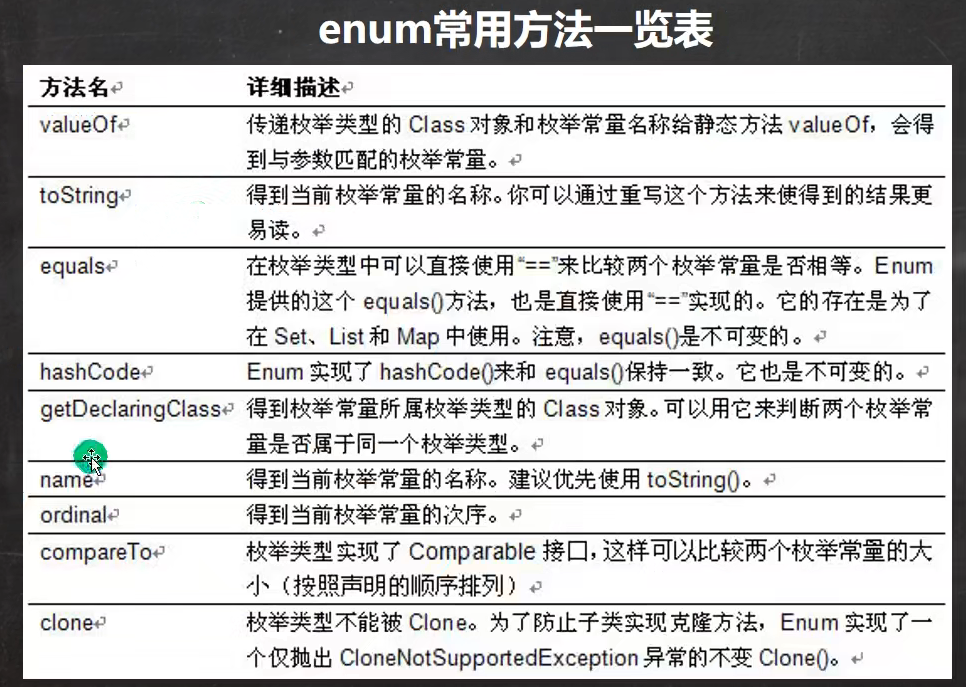 enum常用方法一览表
方法名 详细描述
valueOf 传递枚举类型的 Class 对象和枚举常量名称给静态方法 valueOf，会得
到与参数匹配的枚举常量。
toString 得到当前枚举常量的名称。你可以通过重写这个方法来使得到的结果更
易读。
equals 在枚举类型中可以直接使用“==”来比较两个枚举常量是否相等。Enum
提供的这个 equals()方法，也是直接使用“==”实现的。它的存在是为了
在 Set、List 和 Map 中使用。注意，equals()是不可变的。
hashCode Enum 实现了 hashCode()来和 equals()保持一致。它也是不可变的。
getDeclaringClass 得到枚举常量所属枚举类型的 Class 对象。可以用它来判断两个枚举常
量是否属于同一个枚举类型。
name 得到当前枚举常量的名称。建议优先使用 toString()。
ordinal 得到当前枚举常量的次序。
compareTo 枚举类型实现了 Comparable 接口，这样可以比较两个枚举常量的大
小（按照声明的顺序排列）
clone 枚举类型不能被 Clone。为了防止子类实现克隆方法，Enum 实现了一
个仅抛出 CloneNotSupportedException 异常的不变 Clone()。